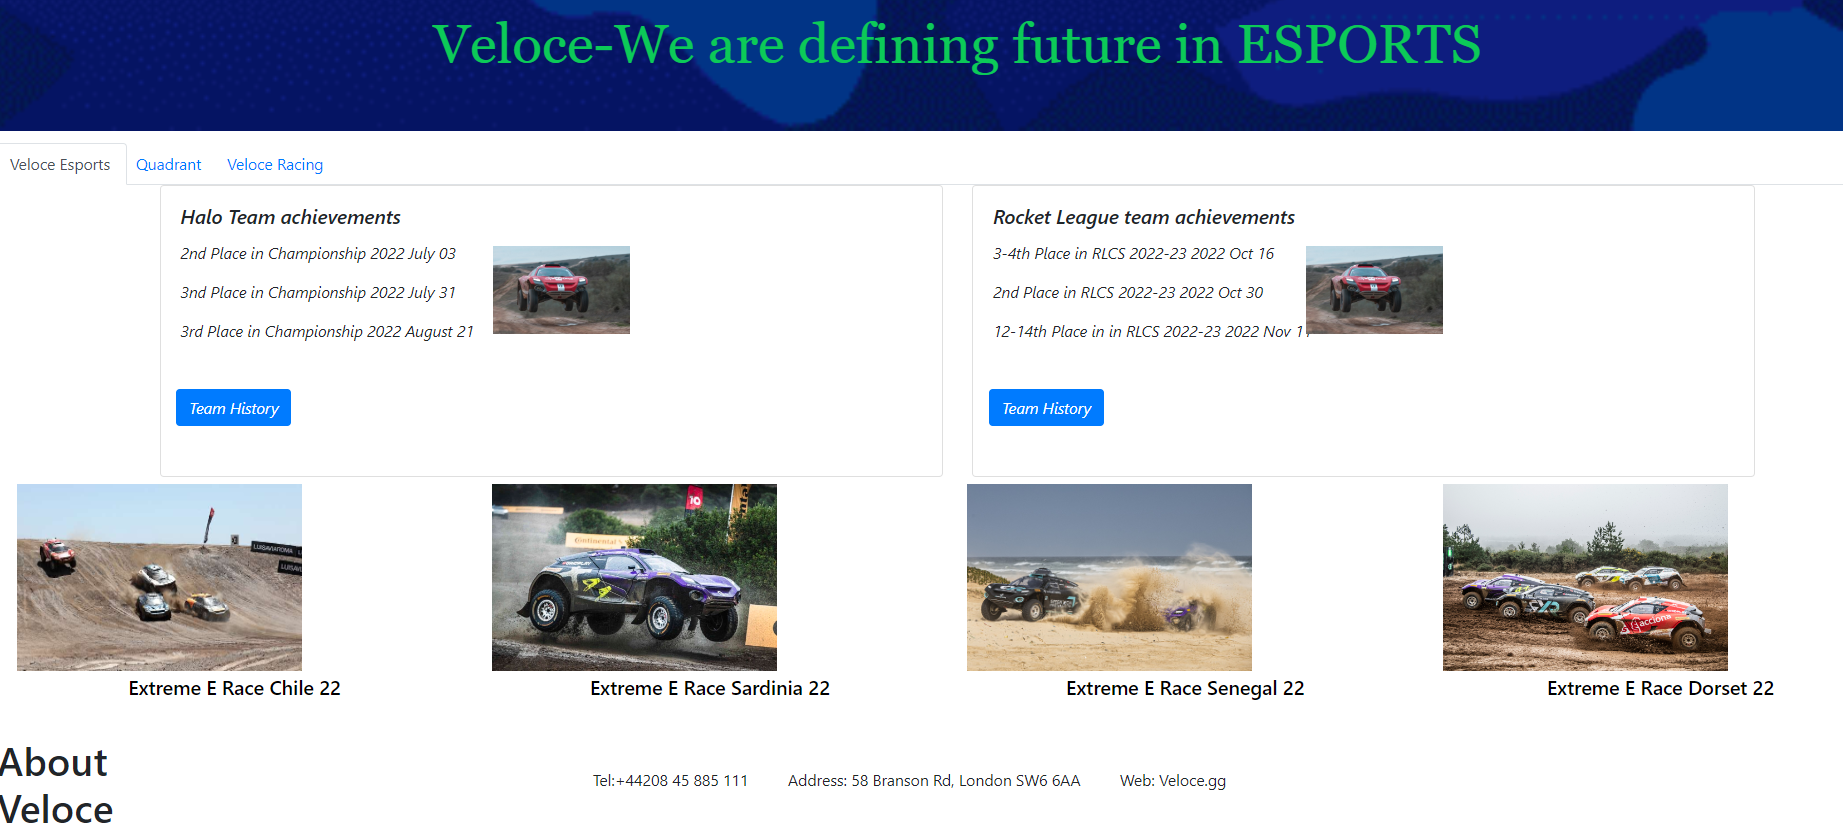 Veloce-We are defining future in ESPORTS
Veloce Esports
Quadrant
Veloce Racing
Halo Team achievements
2nd Place in Championship 2022 July 03
3nd Place in Championship 2022 July 31
3rd Place in Championship 2022 August 21
Team History
Rocket League team achievements
3-4th Place in RLCS 2022-23 2022 Oct 16
2nd Place in RLCS 2022-23 2022 Oct 30
12-14th Place in in RLCS 2022-23 2022 Nov
Team History
LUISAVIAROMA
Continental
10
acciona
Extreme E Race Chile 22
Extreme E Race Sardinia 22
Extreme E Race Senegal 22
Extreme E Race Dorset 22
About
Veloce
Tel:+44208 45 885 111
Address: 58 Branson Rd, London SW6 6AA
Web: Veloce.gg